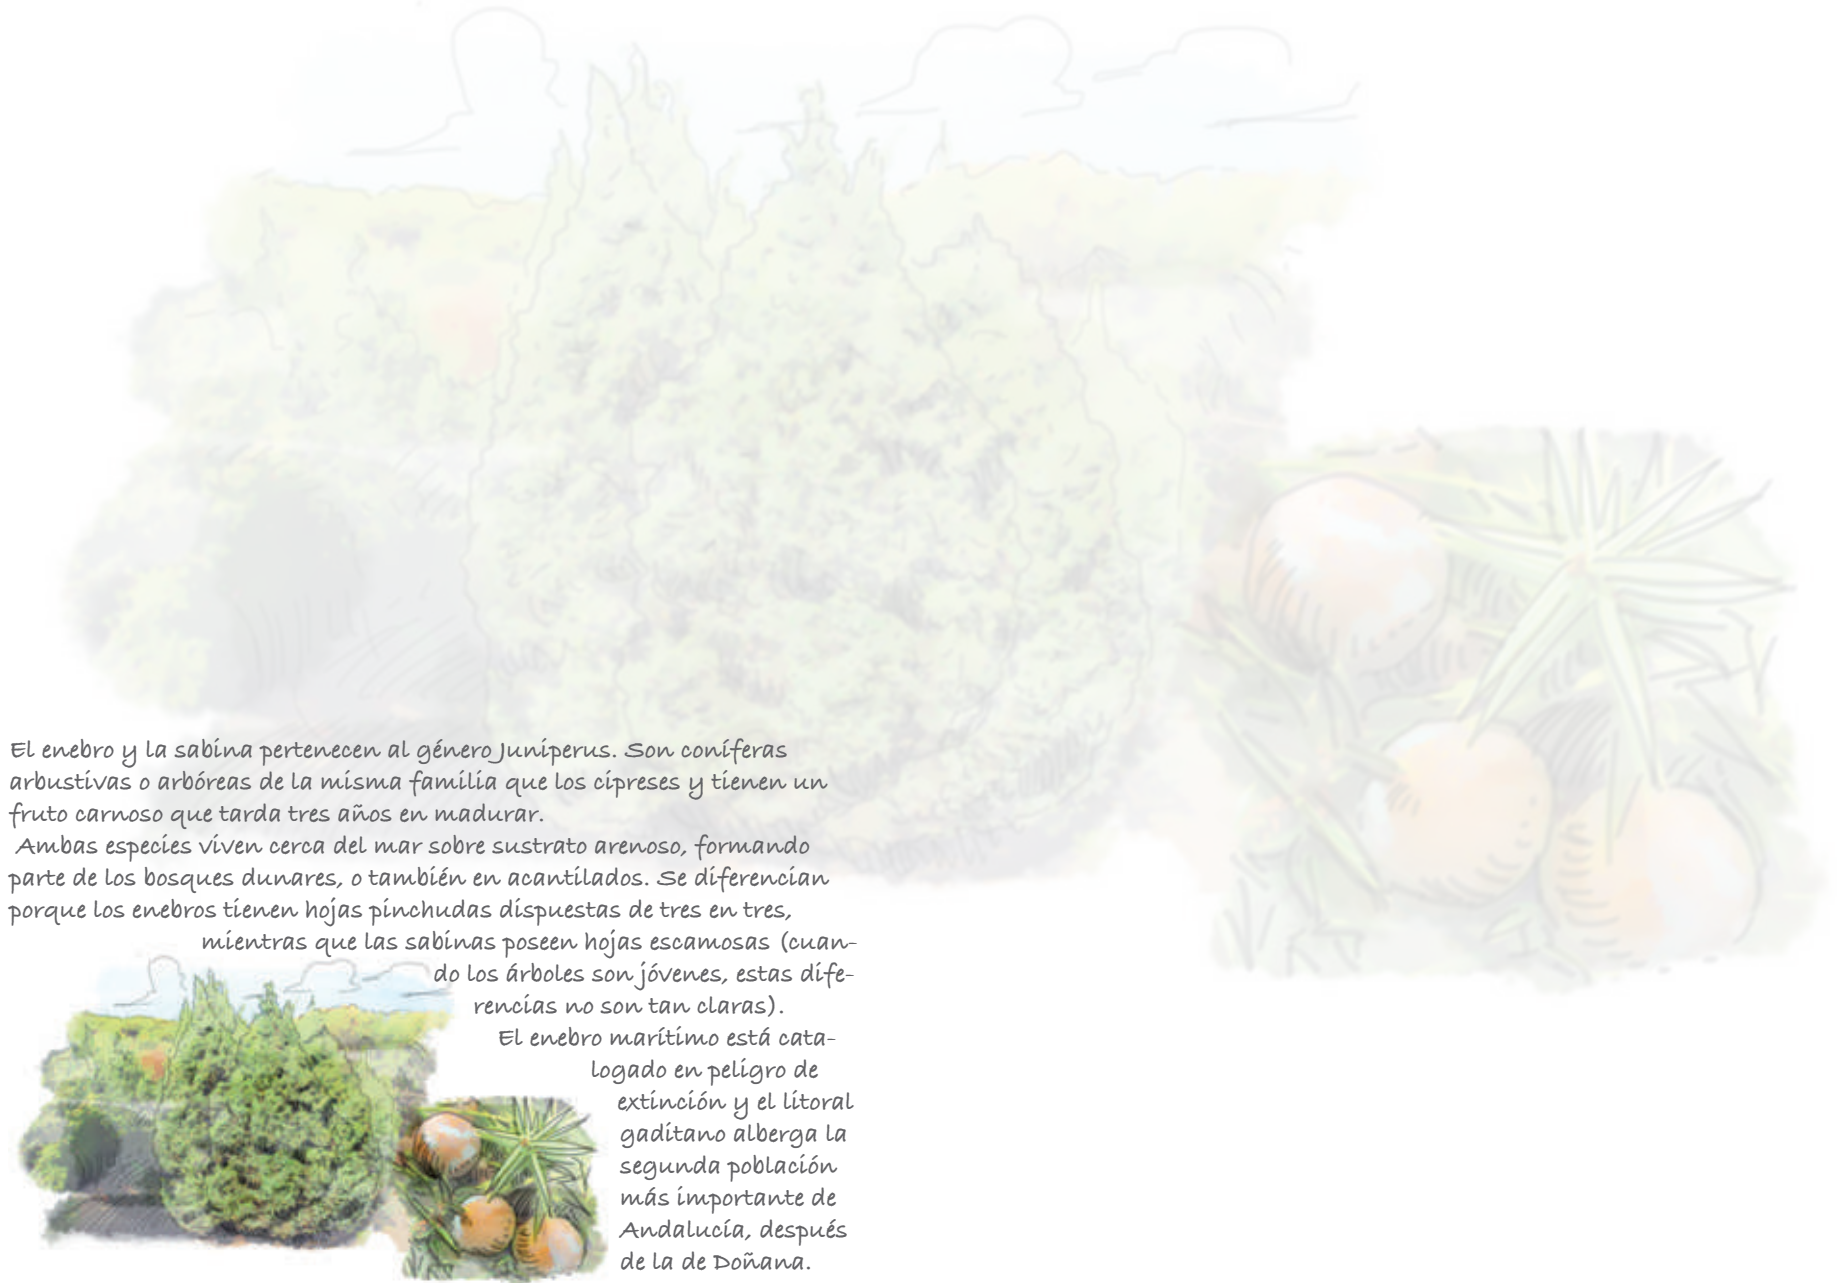 El enebro y la sabina pertenecen al género Juniperus. Son coníferas
arbustivas o arbóreas de la misma familia que los cipreses y tienen un
fruto carnoso que tarda tres años en madurar.
Ambas especies viven cerca del mar sobre sustrato arenoso, formando
parte de los bosques dunares, o también en acantilados. Se diferencian
porque los enebros tienen hojas pinchudas dispuestas de tres en tres,
mientras que las sabinas poseen hojas escamosas (cuan-
do los árboles son jóvenes, estas dife-
rencias no son tan claras).
El enebro marítimo está cata-
logado en peligro de
extinción y el litoral
gaditano alberga la
segunda población
más importante de
Andalucía, después
de la de Doñana.